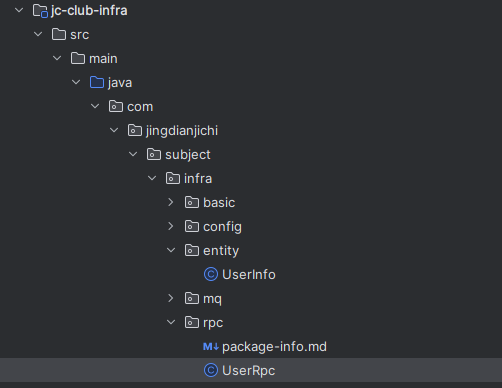 jc-club-infra
src
main
java
com
jingdianjichi
subject
infra
basic
config
entity
UserInfo
mq
rpc
M↓ package-info.md
UserRpc